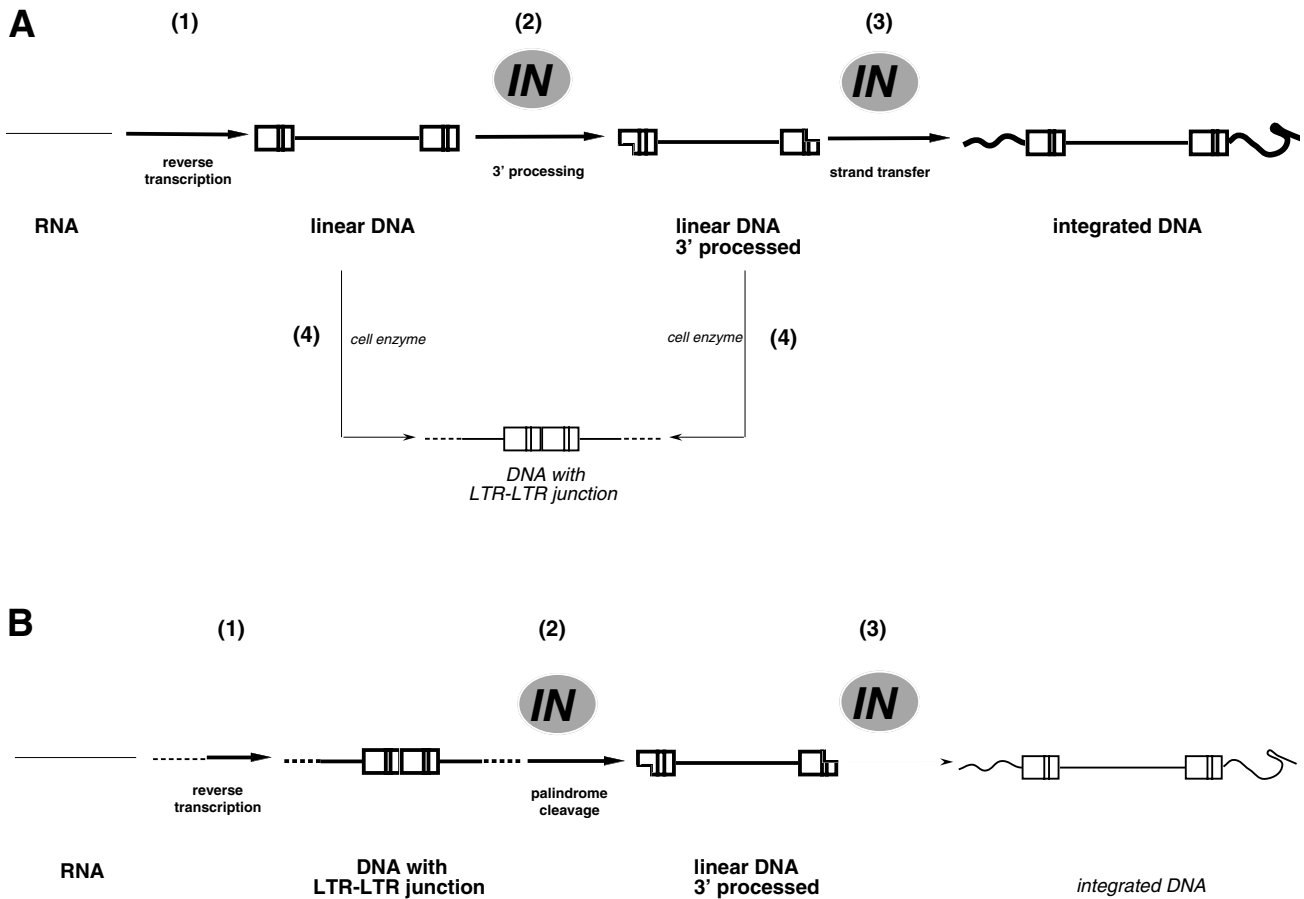 A
(1)
(2)
(3)
IN
IN
reverse
transcription
3' processing
strand transfer
RNA
linear DNA
linear DNA
3’ processed
integrated DNA
(4)
cell enzyme
cell enzyme
(4)
DNA with
LTR-LTR junction
B
(1)
(2)
(3)
IN
IN
reverse
transcription
palindrome
cleavage
RNA
DNA with
LTR-LTR junction
linear DNA
3’ processed
integrated DNA